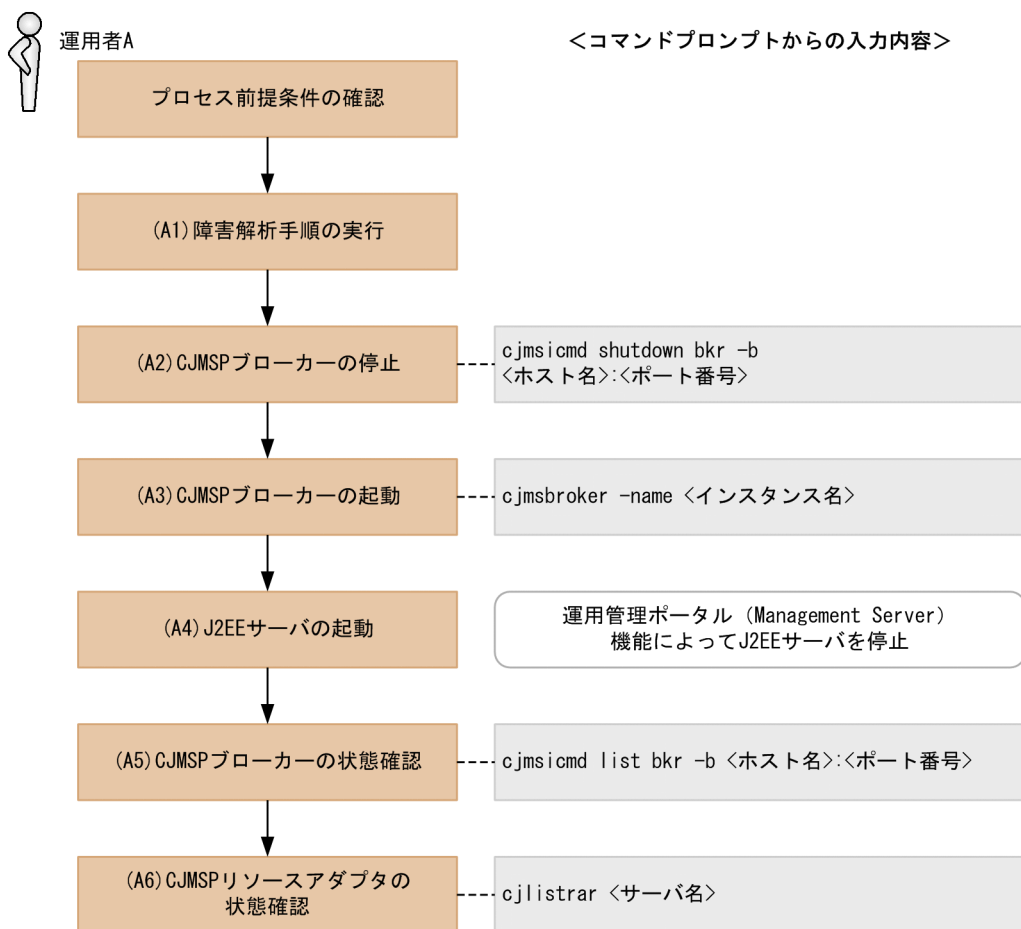 運用者A
<コマンドプロンプトからの入力内容>
プロセス前提条件の確認
(A1)障害解析手順の実行
(A2)CJMSPブローカーの停止
cjmsicmd shutdown bkr -b
<ホスト名>:<ポート番号>
(A3)CJMSPブローカーの起動
cjmsbroker -name <インスタンス名>
(A4)J2EEサーバの起動
運用管理ポータル（Management Server）
機能によってJ2EEサーバを停止
(A5)CJMSPブローカーの状態確認
cjmsicmd list bkr -b <ホスト名>:<ポート番号>
(A6)CJMSPリソースアダプタの
状態確認
cjlistrar <サーバ名>